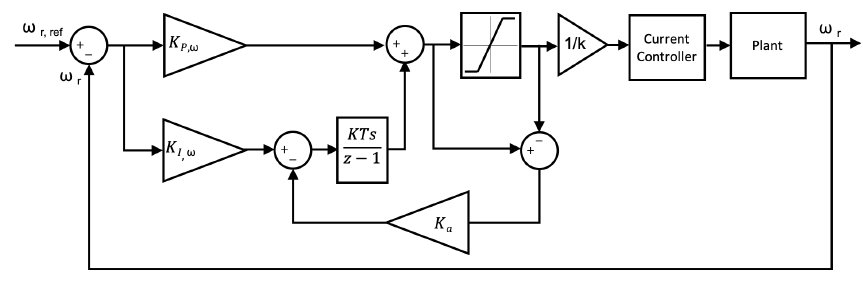 ω r, ref
+
−
ω r
K P,ω
+
+
1/k
Current
Controller
Plant
ω r
K I, ω
+
−
KTs
z − 1
+
−
K a